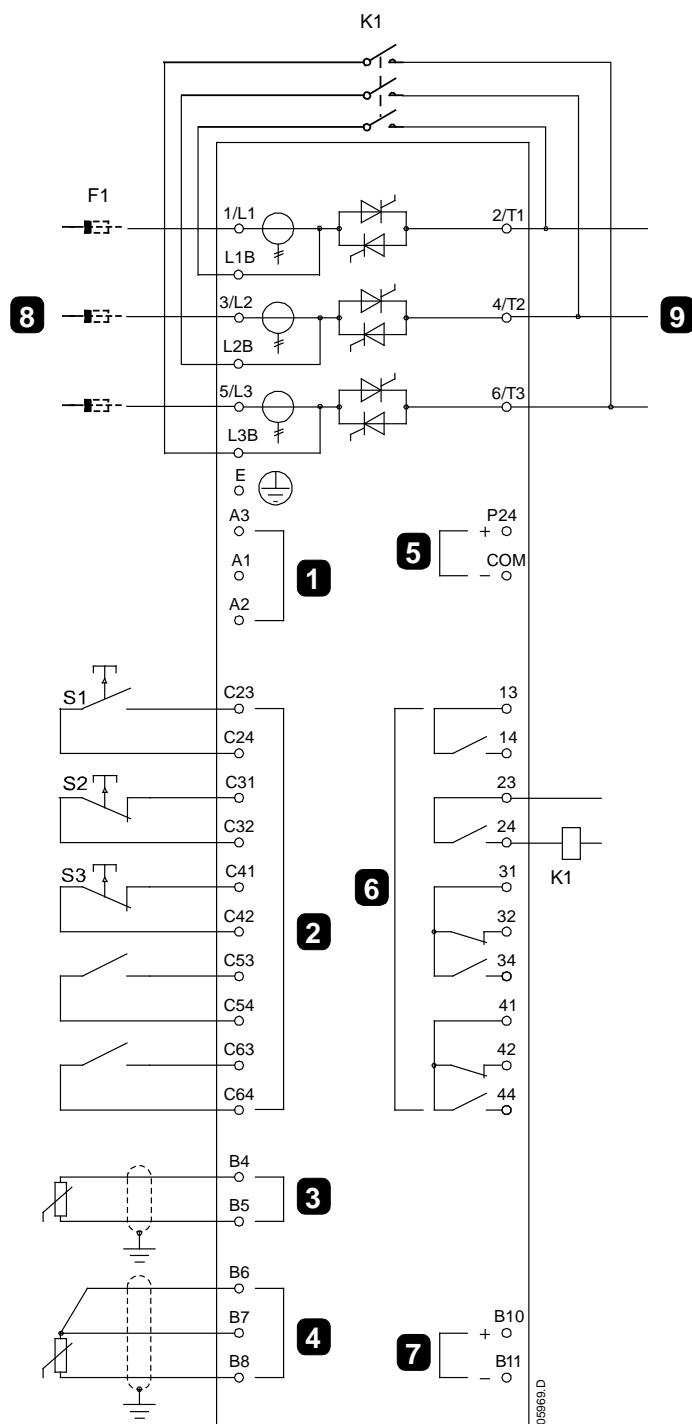 K1
F1
1/L1
2/T1
L1B
8
3/L2
4/T2
9
L2B
5/L3
6/T3
L3B
E
A3
P24
+
5
1
A1
COM
−
A2
S1
C23
13
C24
14
S2
C31
23
C32
24
S3
C41
31
K1
6
2
C42
32
C53
34
C54
41
C63
42
C64
44
B4
3
B5
B6
B7
B10
4
7
+
B8
B11
−
05969.D